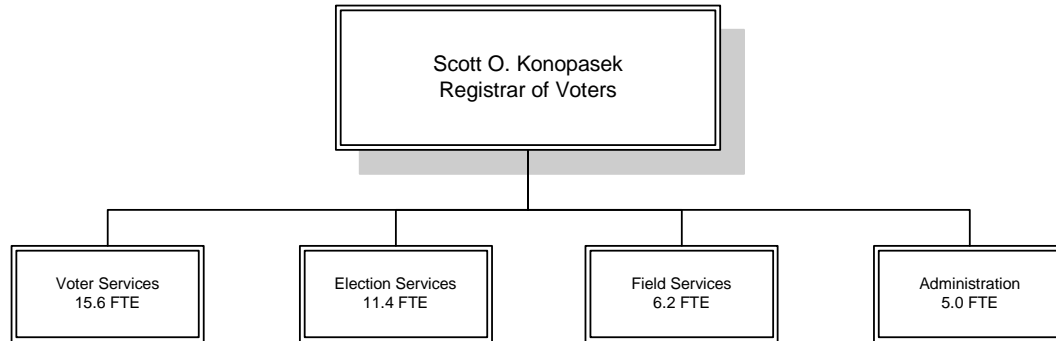 Scott O. Konopasek
Registrar of Voters
Voter Services
15.6 FTE
Election Services
11.4 FTE
Field Services
6.2 FTE
Administration
5.0 FTE